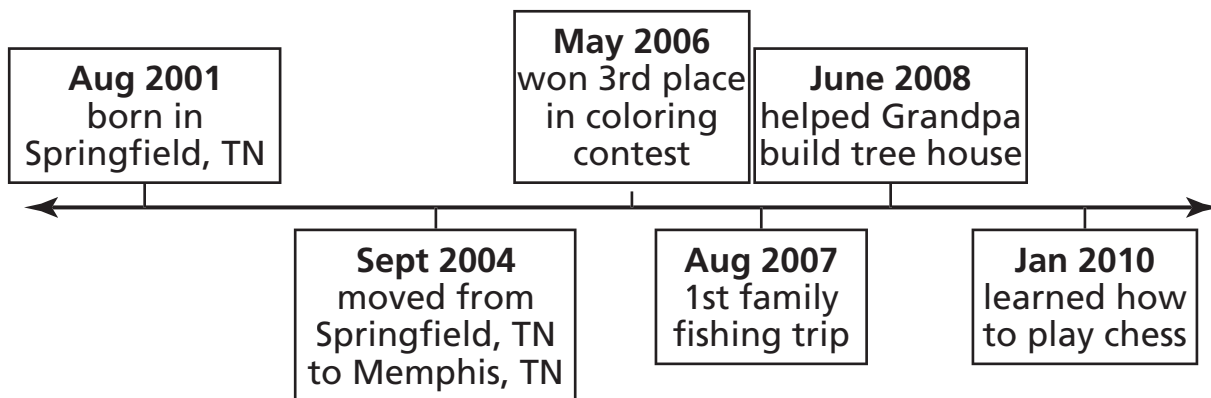 Aug 2001
born in
Springfield, TN
Sept 2004
moved from
Springfield, TN
to Memphis, TN
May 2006
won 3rd place
in coloring
contest
Aug 2007
1st family
fishing trip
June 2008
helped Grandpa
build tree house
Jan 2010
learned how
to play chess